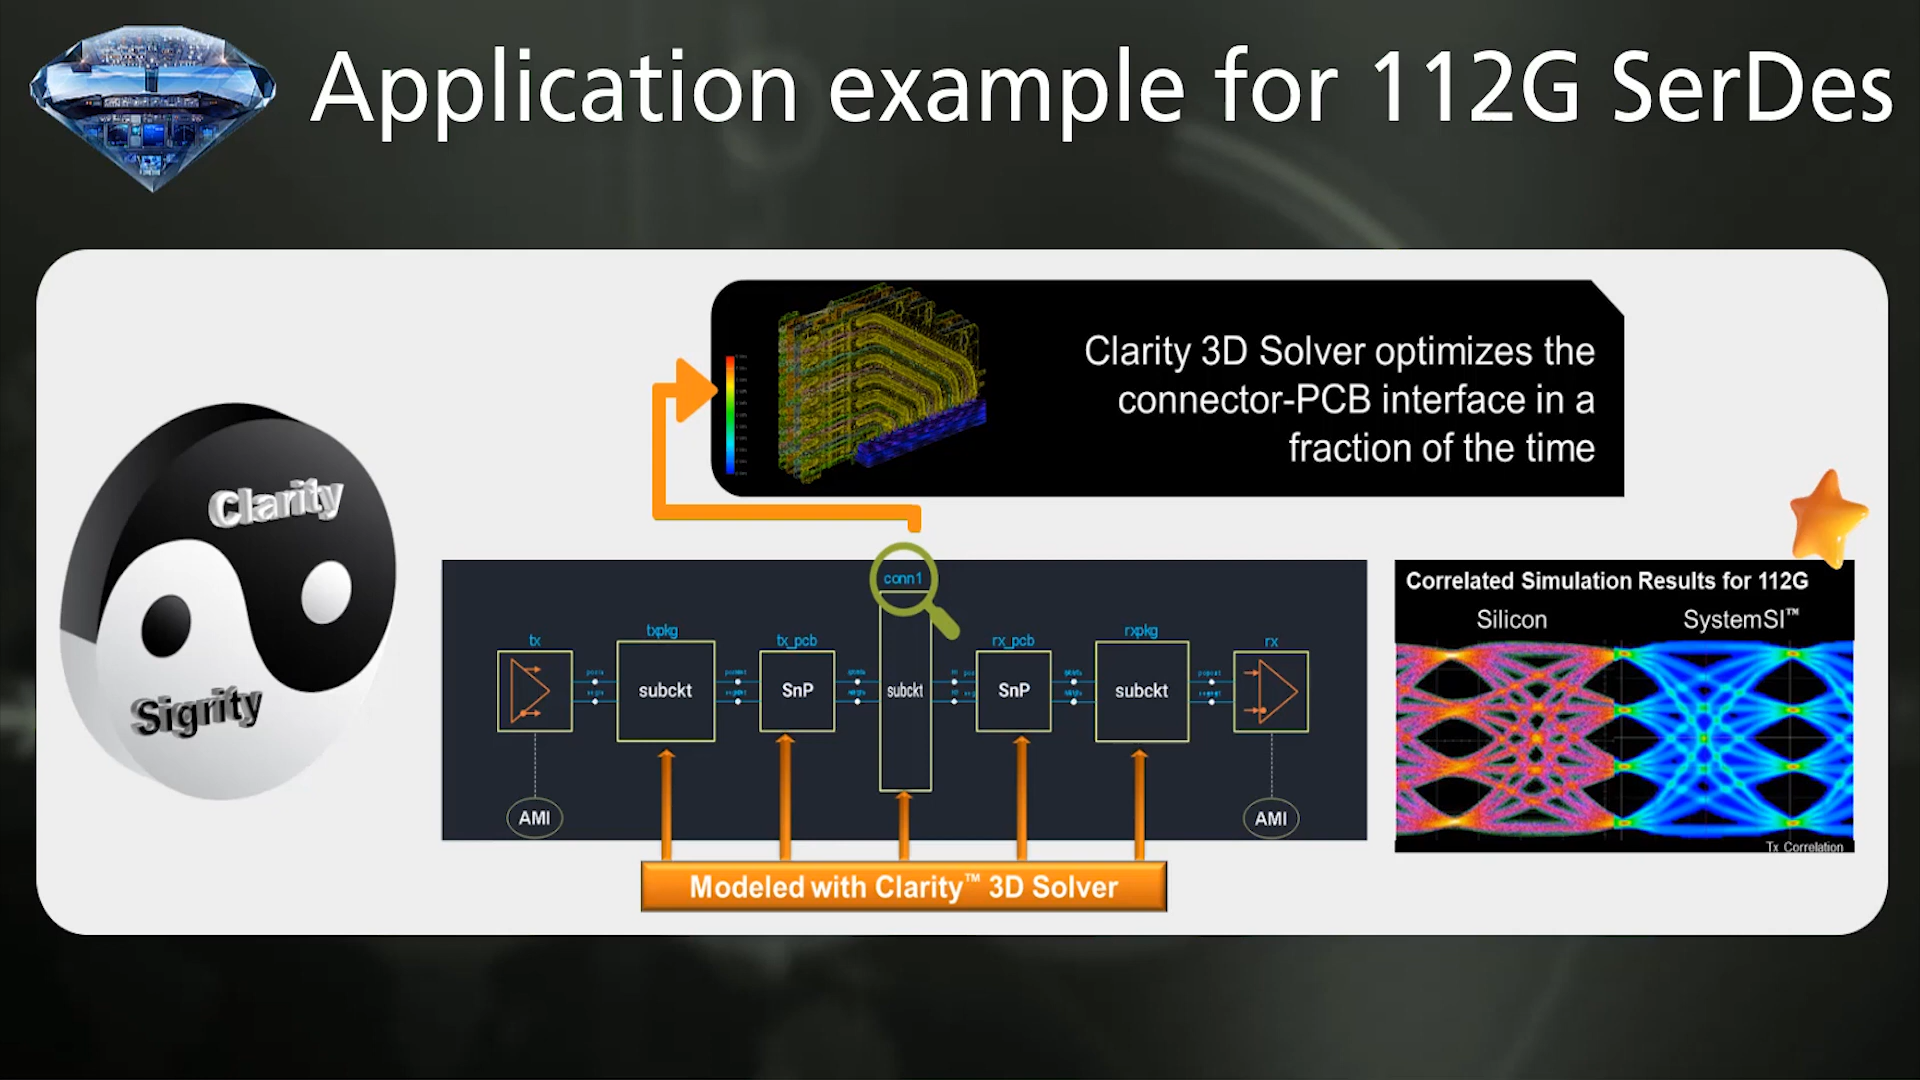 Application example for 112G SerDes
Clarity 3D Solver optimizes the
connector-PCB interface in a
fraction of the time
Clarity
Sigrity
conn1
tx
txpkg
tx_pcb
rx_pcb
rxpkg
rx
subckt
SnP
subckt
SnP
subckt
AMI
AMI
Modeled with Clarity™ 3D Solver
Correlated Simulation Results for 112G
Silicon
SystemSI™
Tx Correlation